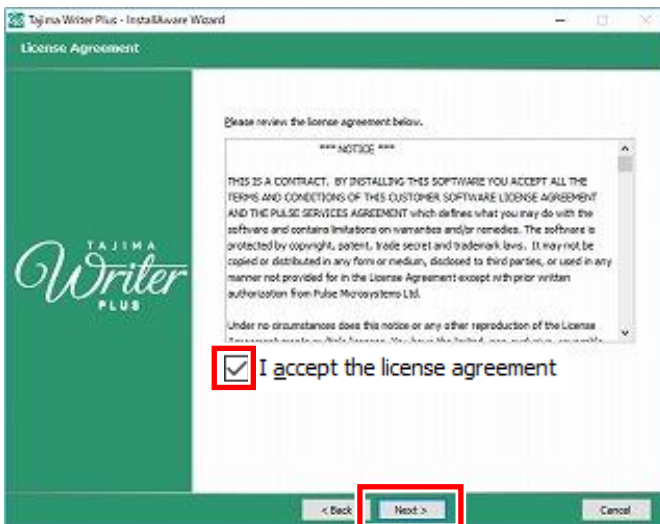 Tajima Writer Plus - InstallAware Wizard
License Agreement
Please review the license agreement below.
*** NOTICE ***
THIS IS A CONTRACT. BY INSTALLING THIS SOFTWARE YOU ACCEPT ALL THE
TERMS AND CONDITIONS OF THIS CUSTOMER SOFTWARE LICENSE AGREEMENT
AND THE PULSE SERVICES AGREEMENT which defines what you may do with the
software and contains limitations on warranties and/or remedies. The software is
protected by copyright, patent, trade secret and trademark laws. It may not be
copied or distributed in any form or medium, disclosed to third parties, or used in any
manner not provided for in the License Agreement except with prior written
authorization from Pulse Microsystems Ltd.
Under no circumstances does this notice or any other reproduction of the License
TAJIMA
Writer
PLUS
I accept the license agreement
< Back
Next >
Cancel